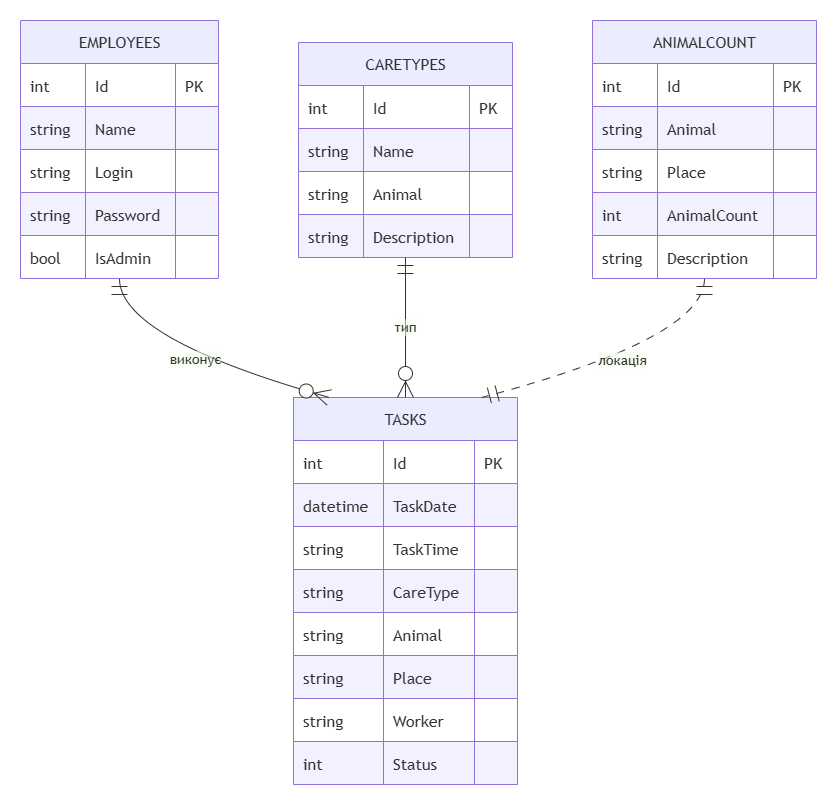 EMPLOYEES
int Id PK
string Name
string Login
string Password
bool IsAdmin
CARETYPES
int Id PK
string Name
string Animal
string Description
ANIMALCOUNT
int Id PK
string Animal
string Place
int AnimalCount
string Description
виконує
тип
локація
TASKS
int Id PK
datetime TaskDate
string TaskTime
string CareType
string Animal
string Place
string Worker
int Status